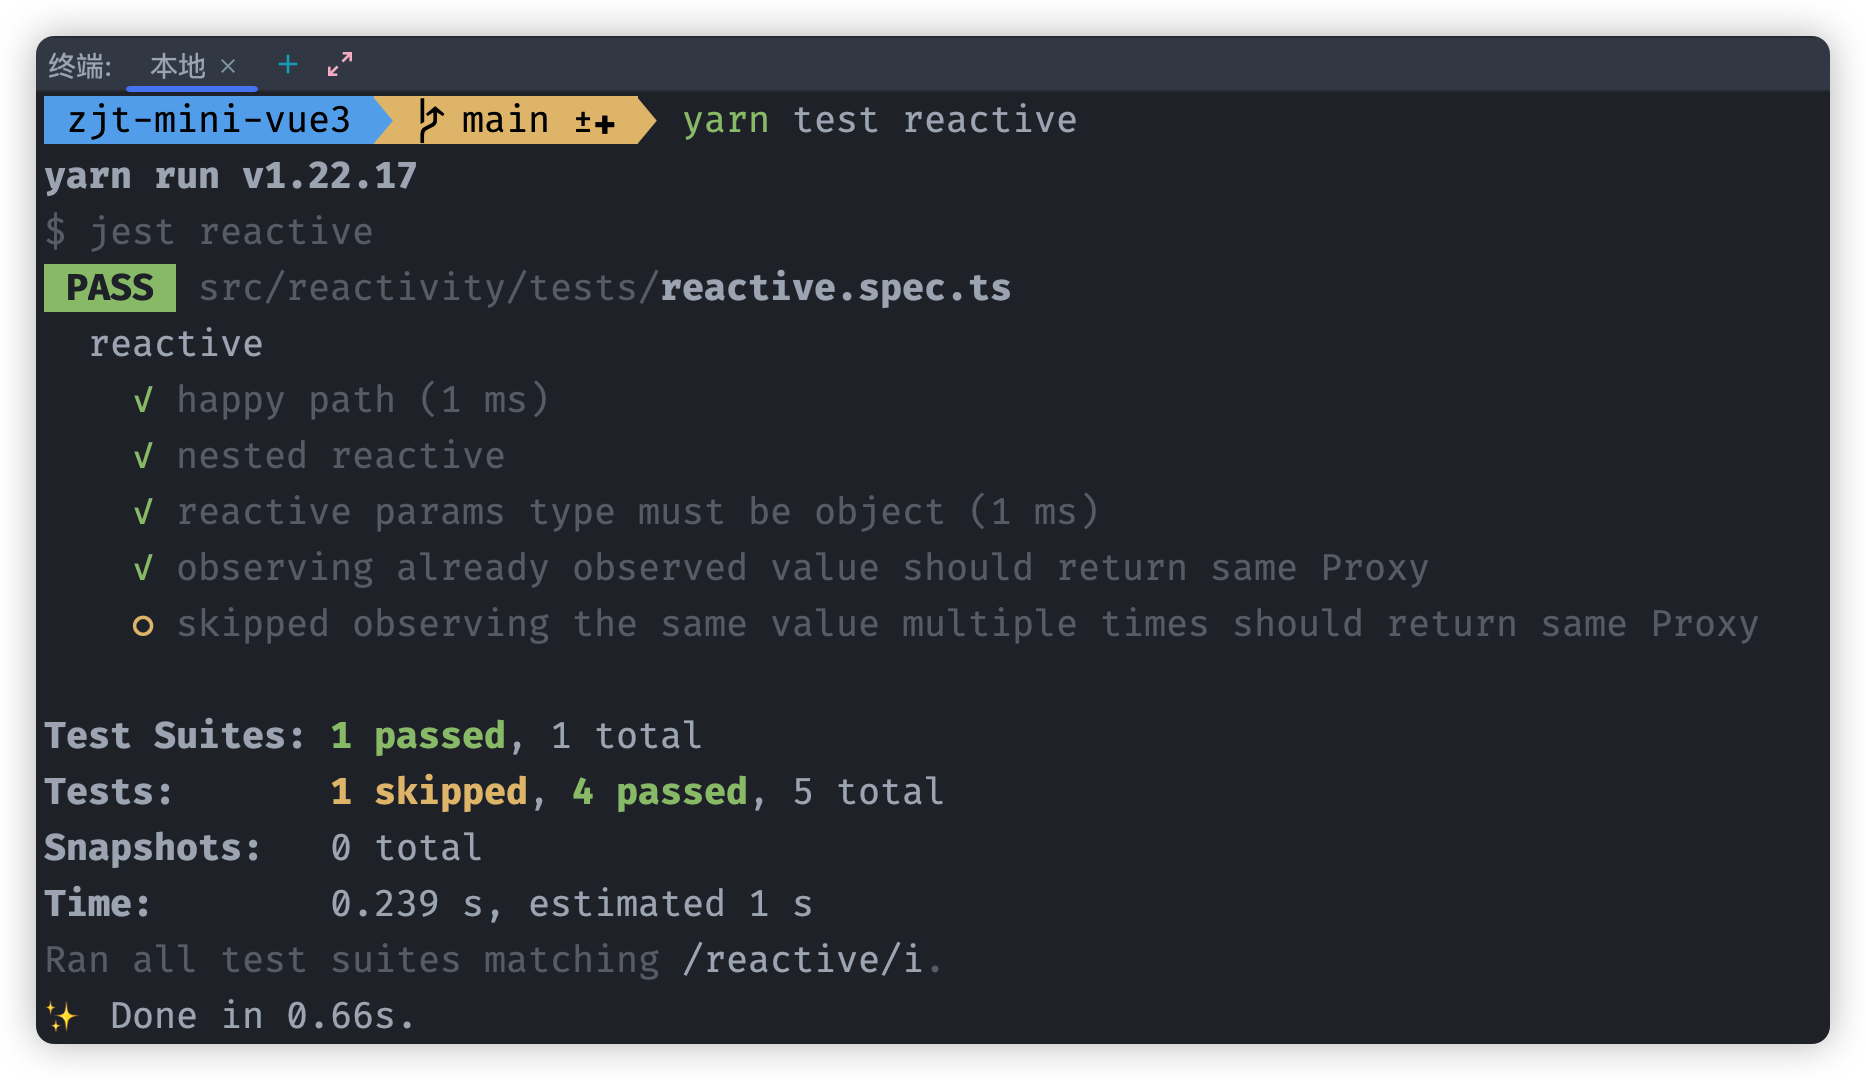 终端: 本地 × +
zjt-mini-vue3 main ±✚ yarn test reactive
yarn run v1.22.17
$ jest reactive
PASS src/reactivity/tests/reactive.spec.ts
reactive
√ happy path (1 ms)
√ nested reactive
√ reactive params type must be object (1 ms)
√ observing already observed value should return same Proxy
○ skipped observing the same value multiple times should return same Proxy
Test Suites: 1 passed, 1 total
Tests: 1 skipped, 4 passed, 5 total
Snapshots: 0 total
Time: 0.239 s, estimated 1 s
Ran all test suites matching /reactive/i.
✨ Done in 0.66s.